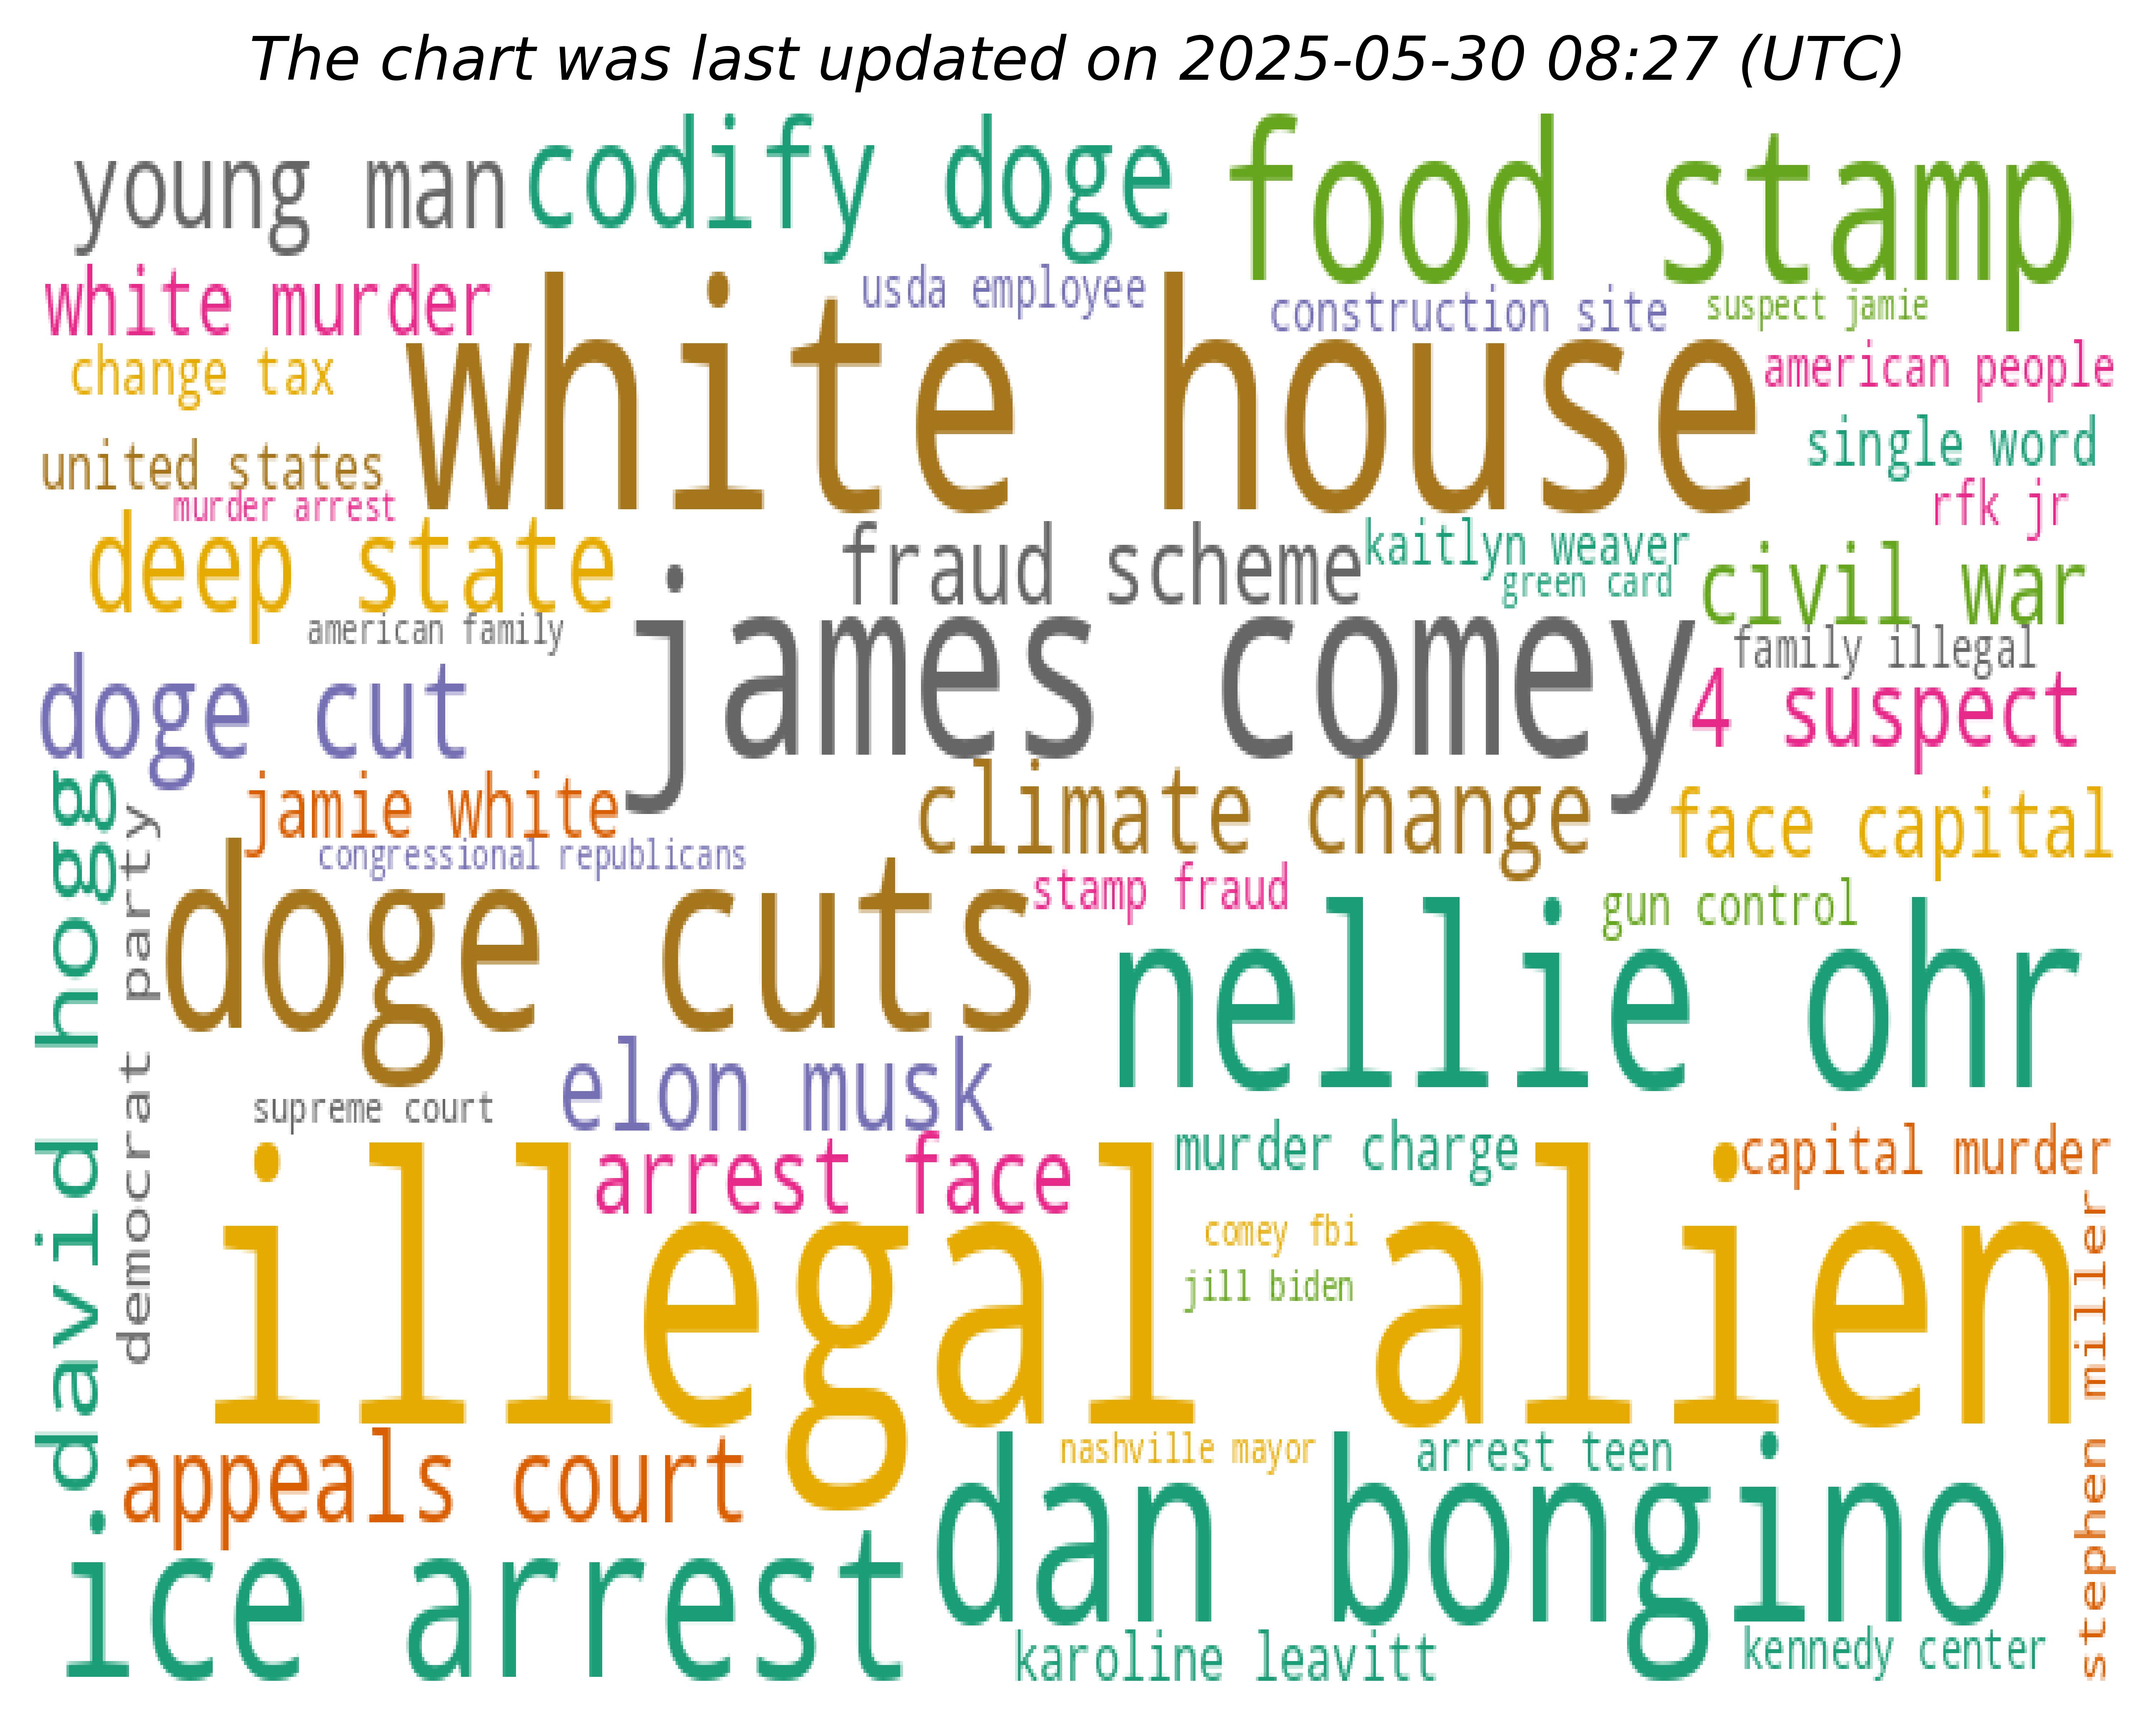 The chart was last updated on 2025-05-30 08:27 (UTC)
young man
codify doge
food stamp
white murder
usda employee
construction site
suspect jamie
change tax
white house
american people
united states
single word
murder arrest
rfk jr
deep state
fraud scheme
kaitlyn weaver
green card
civil war
american family
james comey
family illegal
doge cut
4 suspect
david hogg
democrat party
jamie white
climate change
face capital
congressional republicans
doge cuts
stamp fraud
gun control
nellie ohr
supreme court
elon musk
arrest face
murder charge
capital murder
illegal alien
comey fbi
jill biden
stephen miller
appeals court
nashville mayor
arrest teen
ice arrest
dan bongino
karoline leavitt
kennedy center